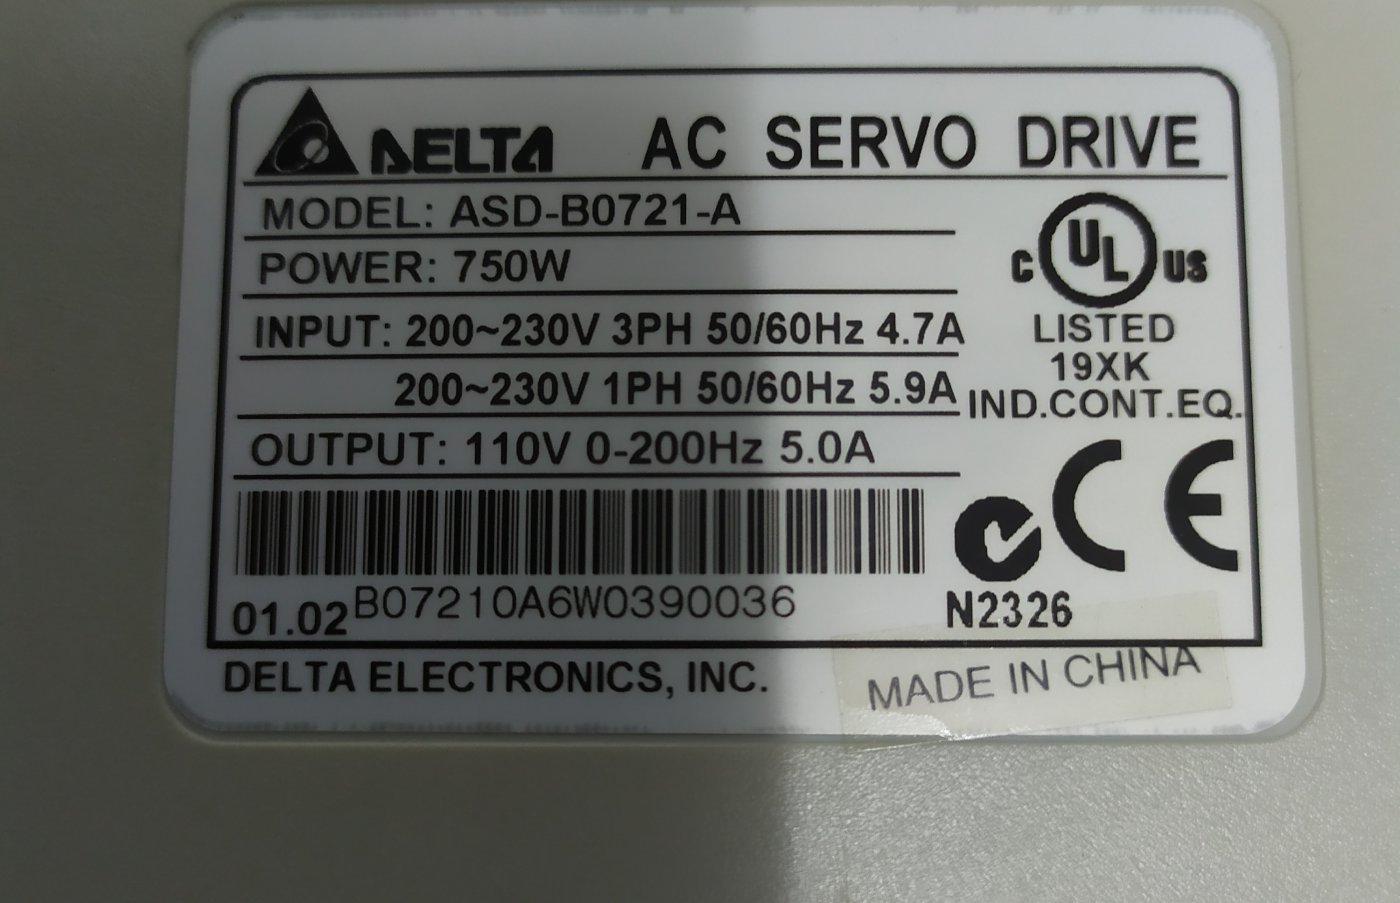 DELTA AC SERVO DRIVE
MODEL: ASD-B0721-A
POWER: 750W
INPUT: 200~230V 3PH 50/60Hz 4.7A
200~230V 1PH 50/60Hz 5.9A
OUTPUT: 110V 0-200Hz 5.0A
C UL US
LISTED
19XK
IND.CONT.EQ.
CE
N2326
01.02 B07210A6W0390036
DELTA ELECTRONICS, INC.
MADE IN CHINA